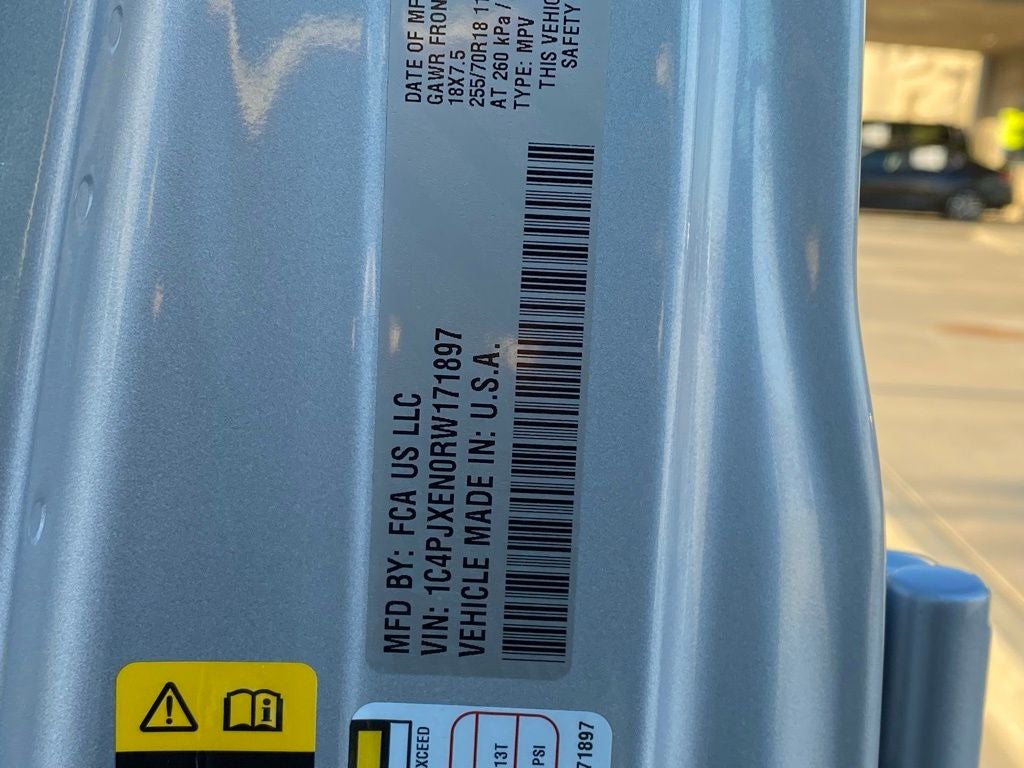 MFD BY: FCA US LLC
VIN: 1C4PJXEN0RW171897
VEHICLE MADE IN: U.S.A.
DATE OF MF
GAWR FRON
18X7.5
255/70R18 11
AT 260 kPa /
TYPE: MPV
THIS VEHIC
SAFETY
XCEED
13T
PSI
71897